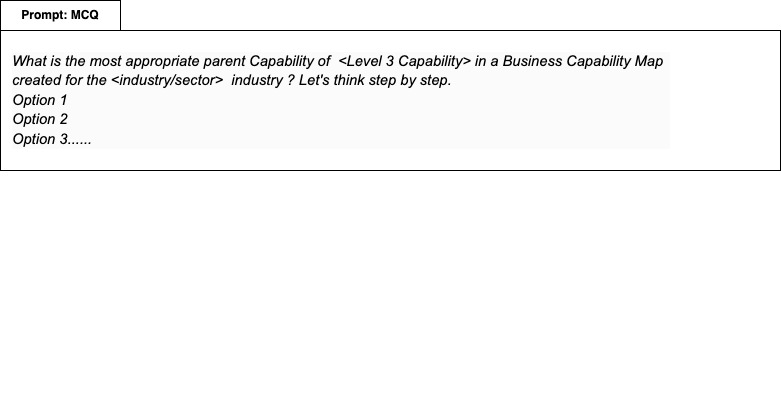 Prompt: MCQ
What is the most appropriate parent Capability of <Level 3 Capability> in a Business Capability Map
created for the <industry/sector> industry ? Let's think step by step.
Option 1
Option 2
Option 3......